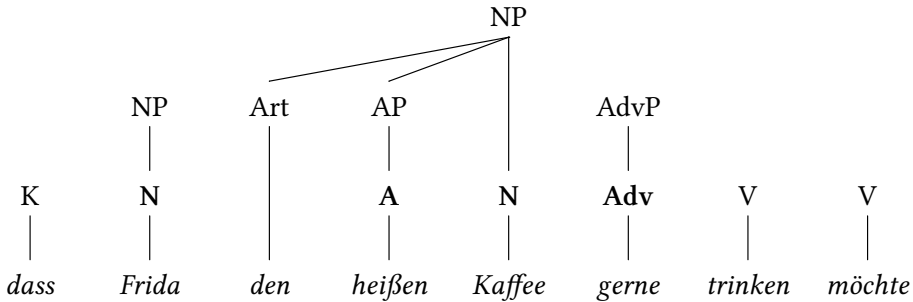 NP
NP Art AP AdvP
K N A N Adv V V
dass Frida den heißen Kaffee gerne trinken möchte